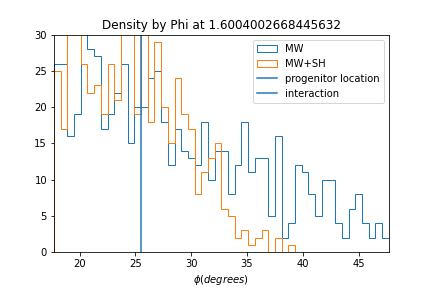 Density by Phi at 1.6004002668445632
MW
MW+SH
progenitor location
interaction
30
25
20
15
10
5
0
20 25 30 35 40 45
ϕ(degrees)